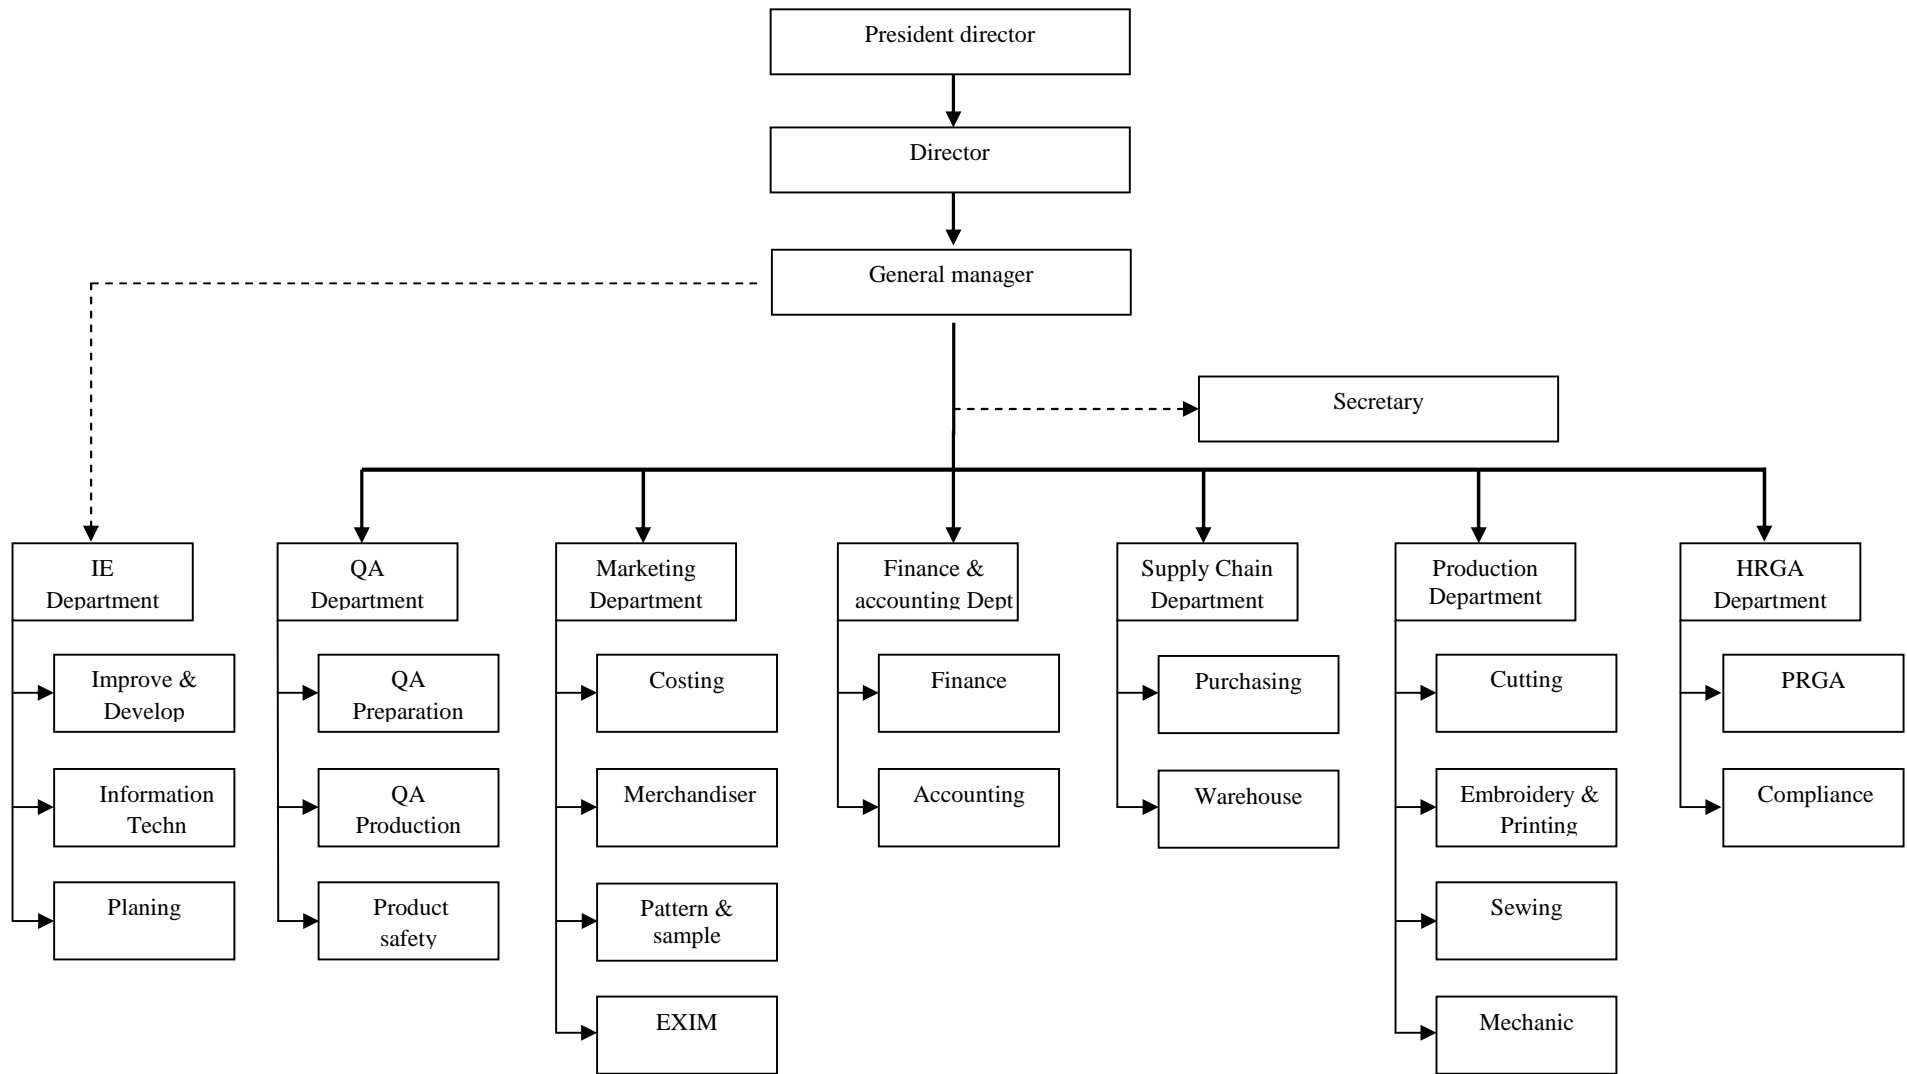 President director
Director
General manager
Secretary
IE
Department
QA
Department
Marketing
Department
Finance &
accounting Dept
Supply Chain
Department
Production
Department
HRGA
Department
Improve &
Develop
QA
Preparation
Costing
Finance
Purchasing
Cutting
PRGA
Information
Techn
QA
Production
Merchandiser
Accounting
Warehouse
Embroidery &
Printing
Compliance
Planing
Product
safety
Pattern &
sample
Sewing
EXIM
Mechanic